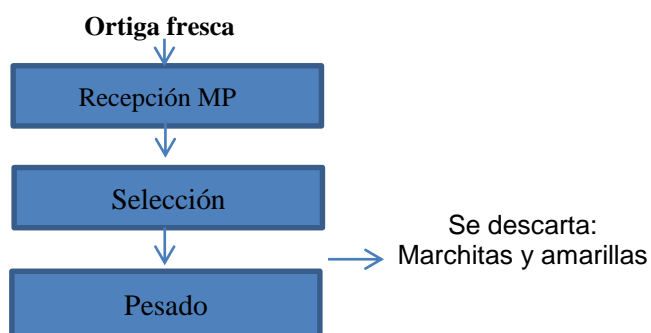 Ortiga fresca
Recepción MP
Selección
Se descarta:
Marchitas y amarillas
Pesado